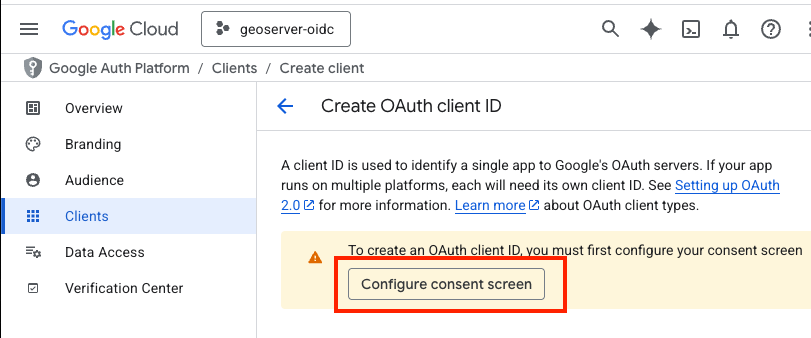 Google Cloud
geoserver-oidc
Google Auth Platform / Clients / Create client
Overview
Branding
Audience
Clients
Data Access
Verification Center
Create OAuth client ID
A client ID is used to identify a single app to Google's OAuth servers. If your app
runs on multiple platforms, each will need its own client ID. See Setting up OAuth
2.0 for more information. Learn more about OAuth client types.
To create an OAuth client ID, you must first configure your consent screen
Configure consent screen